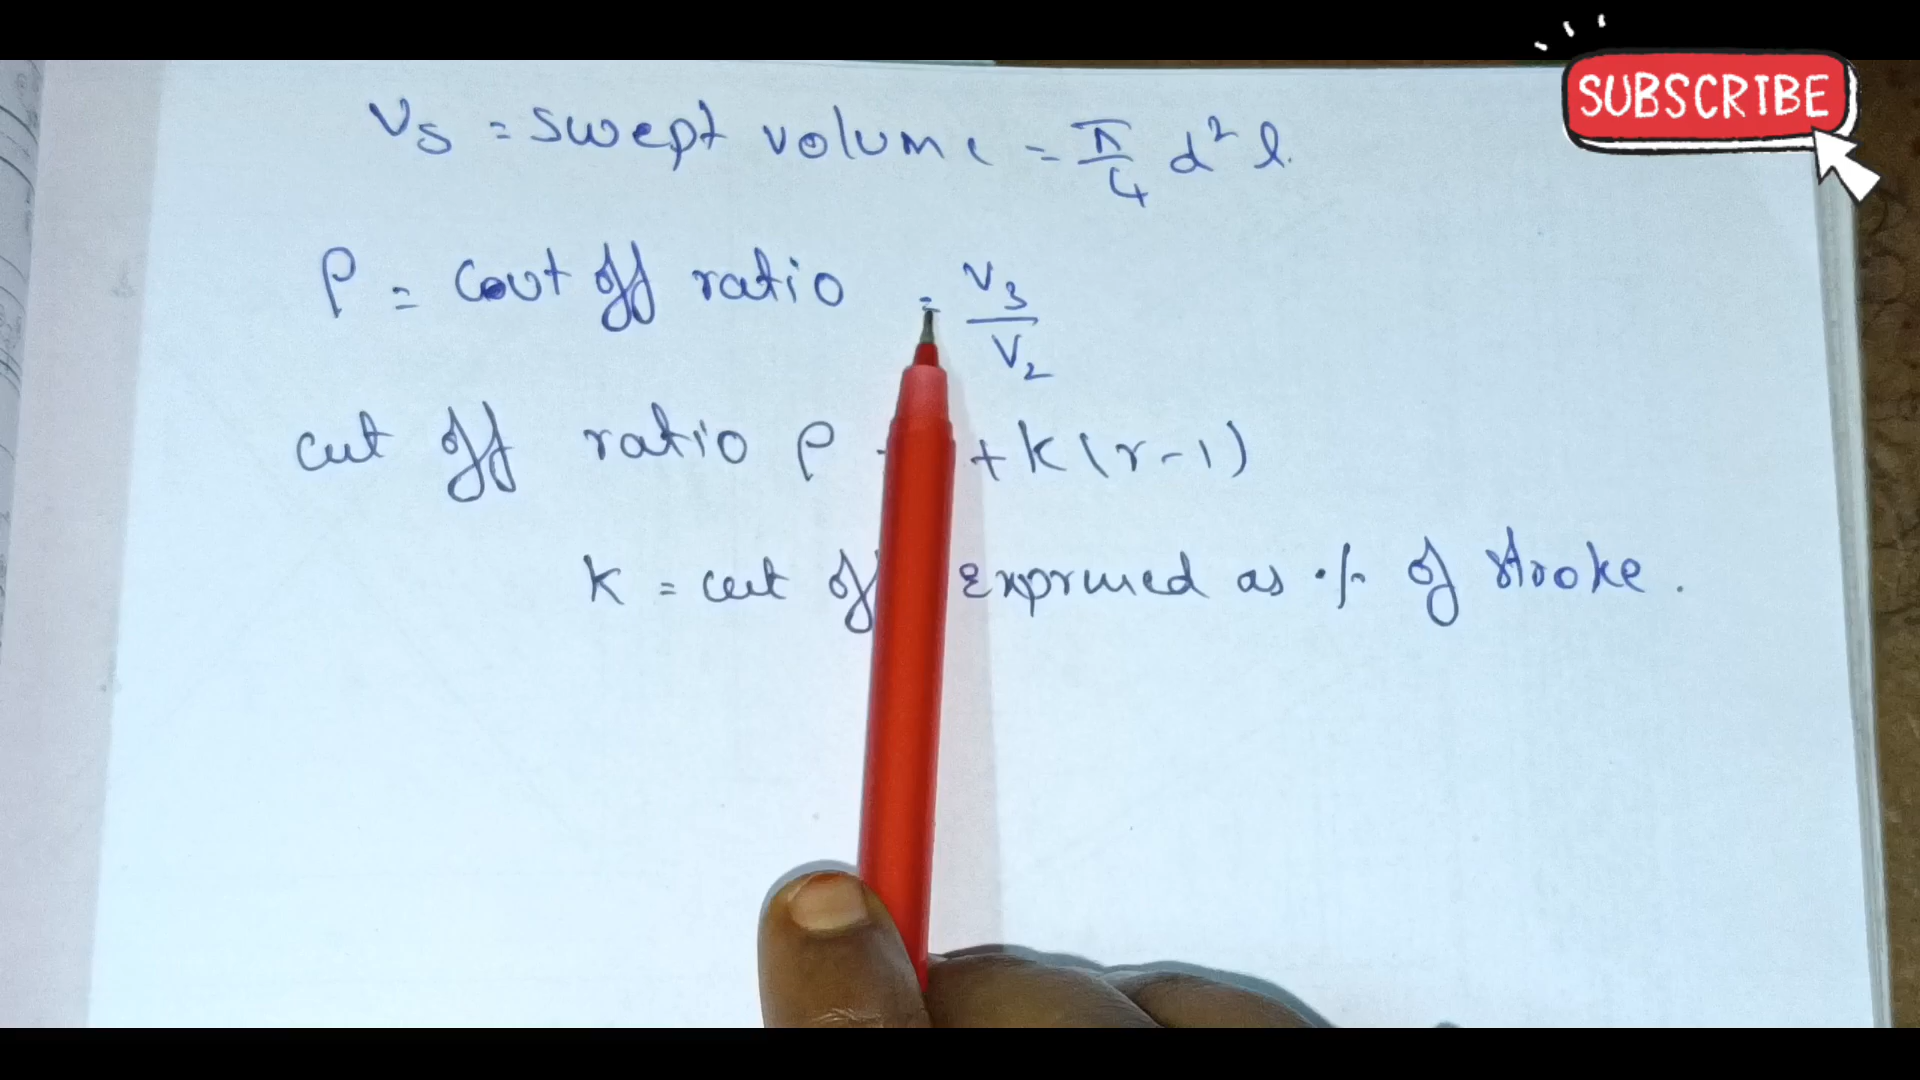 SUBSCRIBE
Vs = swept volume = π/4 d² l.
ρ = Cout off ratio = V3/V2
cut off ratio ρ + k(r-1)
k = cut of Expressed as % of stroke.